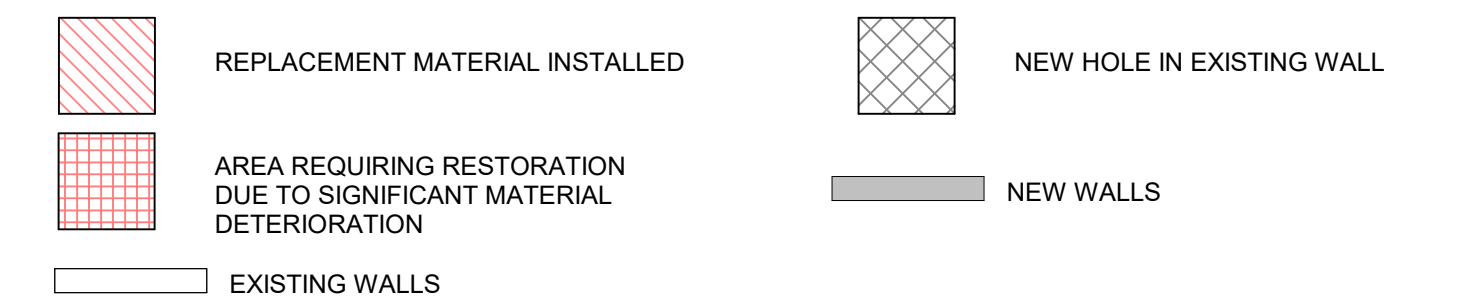 REPLACEMENT MATERIAL INSTALLED
AREA REQUIRING RESTORATION
DUE TO SIGNIFICANT MATERIAL
DETERIORATION
EXISTING WALLS
NEW HOLE IN EXISTING WALL
NEW WALLS